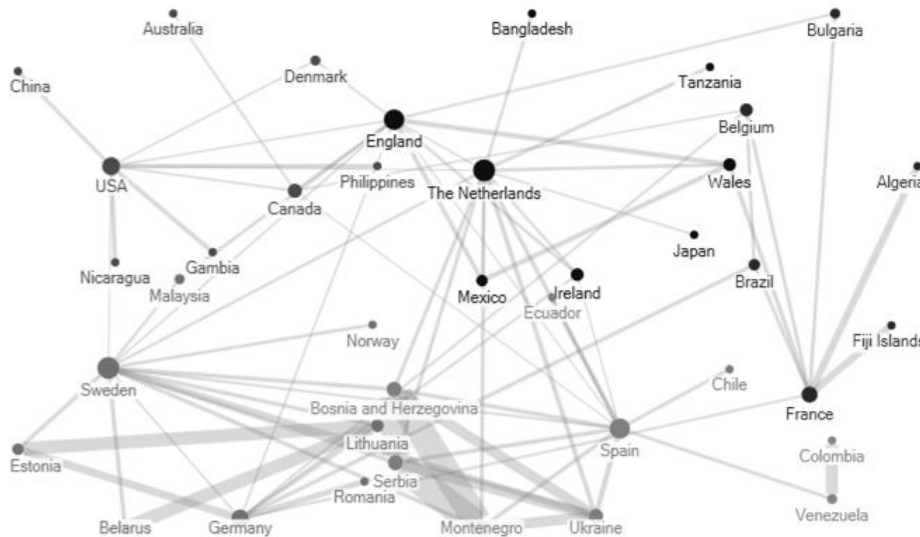 Australia
Bangladesh
Bulgaria
China
Denmark
Tanzania
England
Belgium
USA
Philippines
The Netherlands
Wales
Algeria
Canada
Nicaragua
Gambia
Japan
Malaysia
Mexico
Ireland
Brazil
Ecuador
Norway
Fiji Islands
Sweden
Chile
Bosnia and Herzegovina
France
Lithuania
Spain
Colombia
Estonia
Serbia
Romania
Venezuela
Belarus
Germany
Montenegro
Ukraine